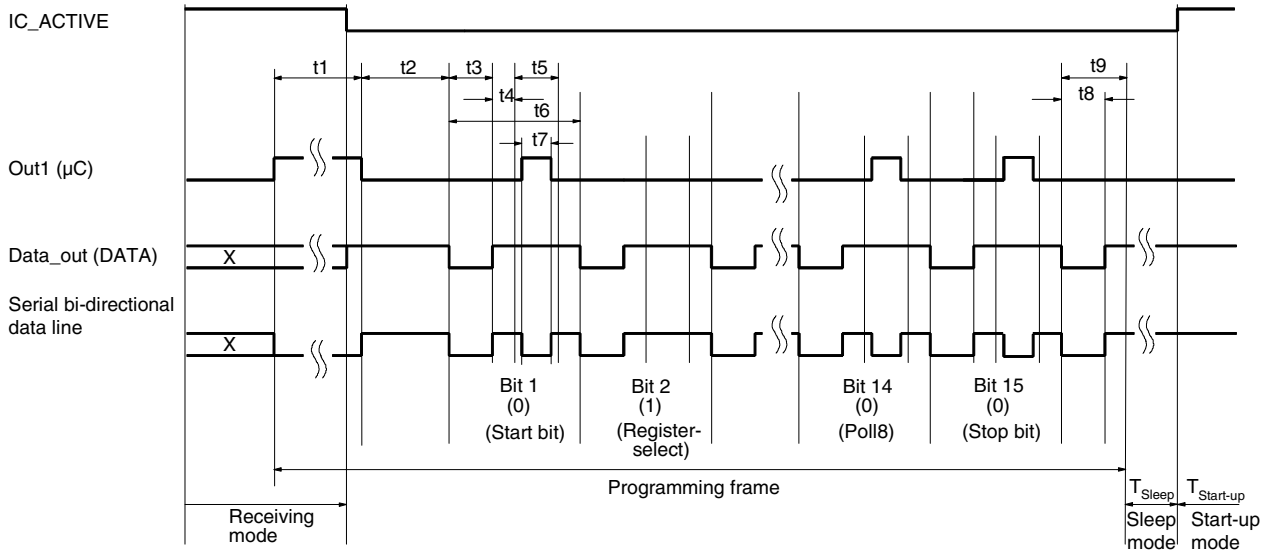 IC_ACTIVE
t1
t2
t3
t5
t9
t4
t6
t8
t7
Out1 (µC)
Data_out (DATA)
X
Serial bi-directional
data line
X
Bit 1
(0)
(Start bit)
Bit 2
(1)
(Register-
select)
Bit 14
(0)
(Poll8)
Bit 15
(0)
(Stop bit)
Programming frame
Receiving
mode
TSleep
Sleep
mode
TStart-up
Start-up
mode